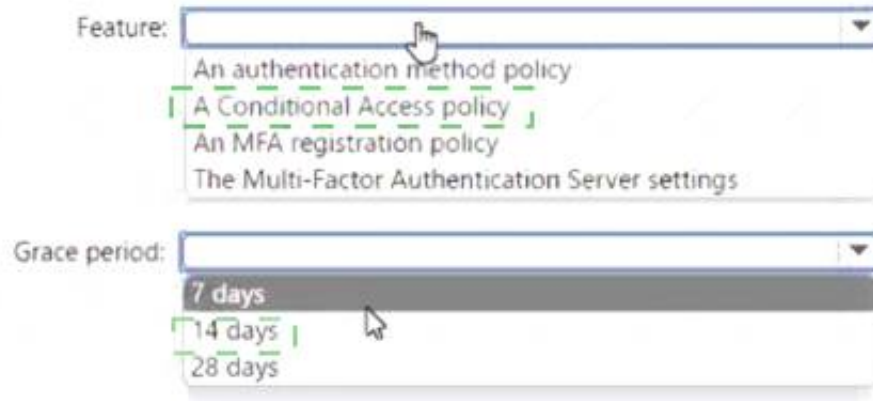 Feature:
An authentication method policy
A Conditional Access policy
An MFA registration policy
The Multi-Factor Authentication Server settings
Grace period:
7 days
14 days
28 days